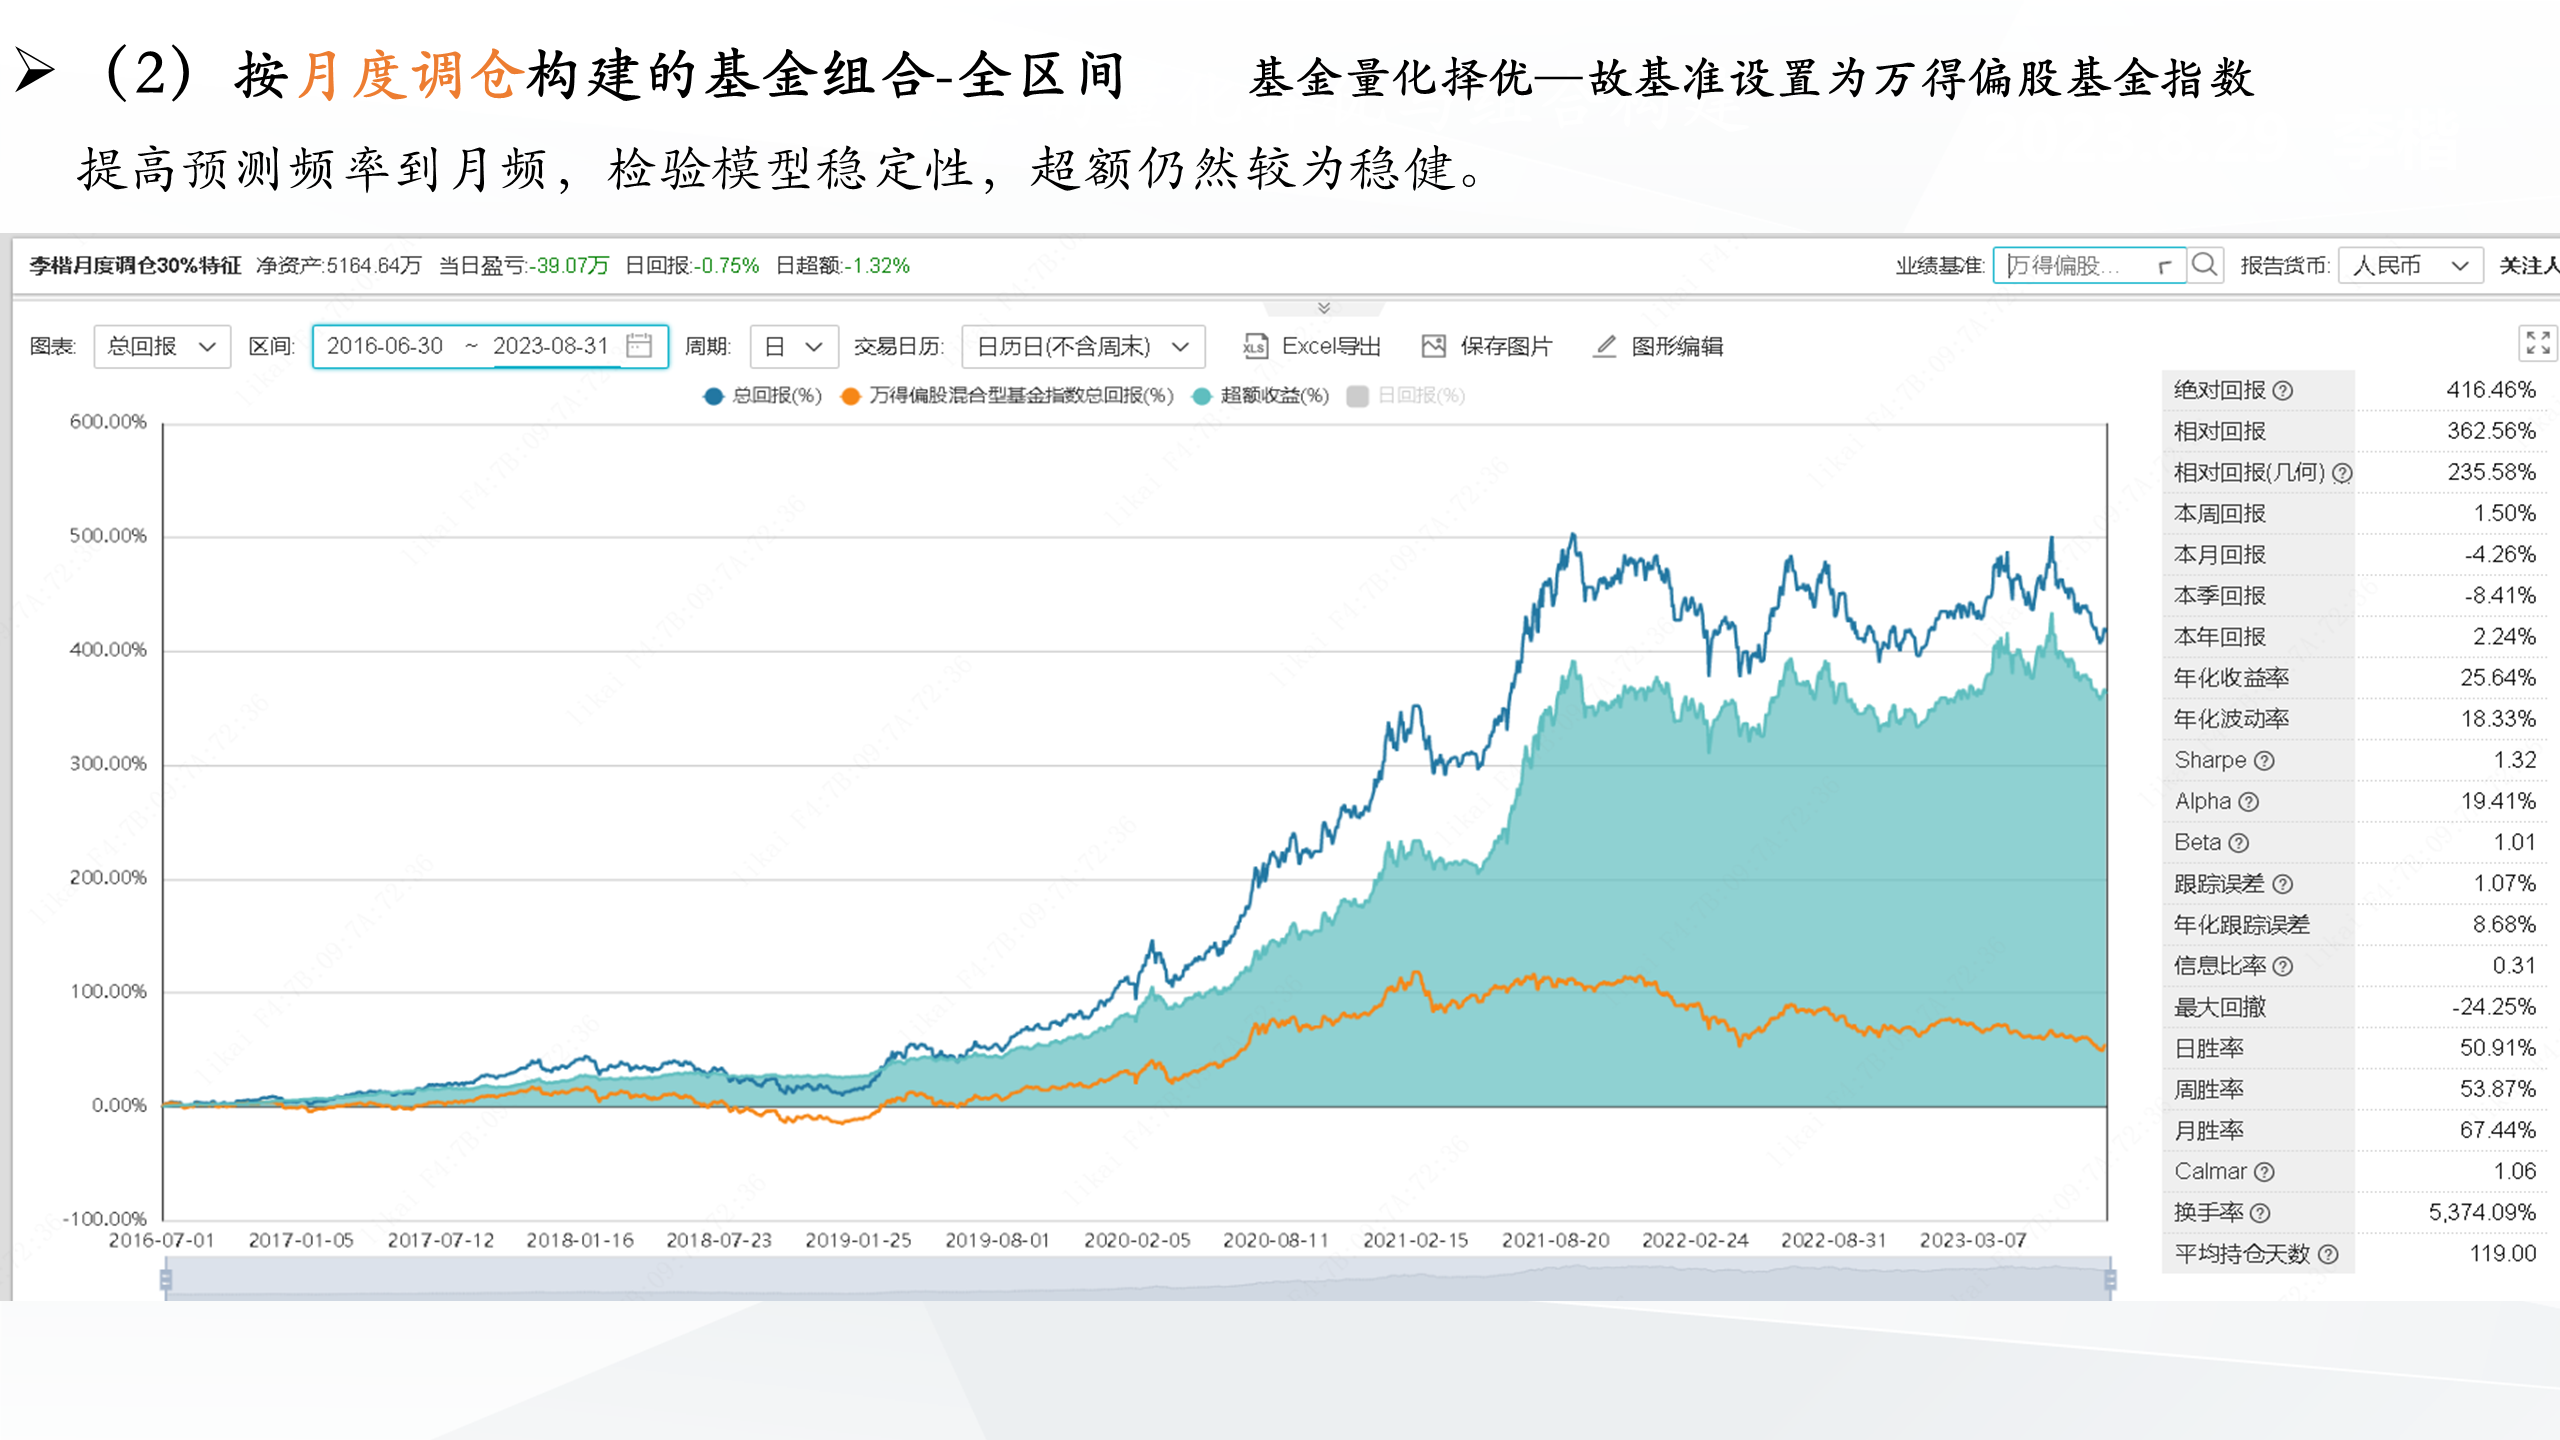 （2）按月度调仓构建的基金组合-全区间 基金量化择优—故基准设置为万得偏股基金指数
提高预测频率到月频，检验模型稳定性，超额仍然较为稳健。
李楷月度调仓30%特征 净资产:5164.64万 当日盈亏:-39.07万 日回报:-0.75% 日超额:-1.32% 业绩基准: 万得偏股... 报告货币: 人民币 关注人
图表: 总回报 区间: 2016-06-30 ~ 2023-08-31 周期: 日 交易日历: 日历日(不含周末) XLS Excel导出 保存图片 图形编辑
总回报(%) 万得偏股混合型基金指数总回报(%) 超额收益(%) 日回报(%)
600.00%
500.00%
400.00%
300.00%
200.00%
100.00%
0.00%
-100.00%
2016-07-01 2017-01-05 2017-07-12 2018-01-16 2018-07-23 2019-01-25 2019-08-01 2020-02-05 2020-08-11 2021-02-15 2021-08-20 2022-02-24 2022-08-31 2023-03-07
绝对回报 416.46%
相对回报 362.56%
相对回报(几何) 235.58%
本周回报 1.50%
本月回报 -4.26%
本季回报 -8.41%
本年回报 2.24%
年化收益率 25.64%
年化波动率 18.33%
Sharpe 1.32
Alpha 19.41%
Beta 1.01
跟踪误差 1.07%
年化跟踪误差 8.68%
信息比率 0.31
最大回撤 -24.25%
日胜率 50.91%
周胜率 53.87%
月胜率 67.44%
Calmar 1.06
换手率 5,374.09%
平均持仓天数 119.00
likai F4:7B:09:7A:72:36